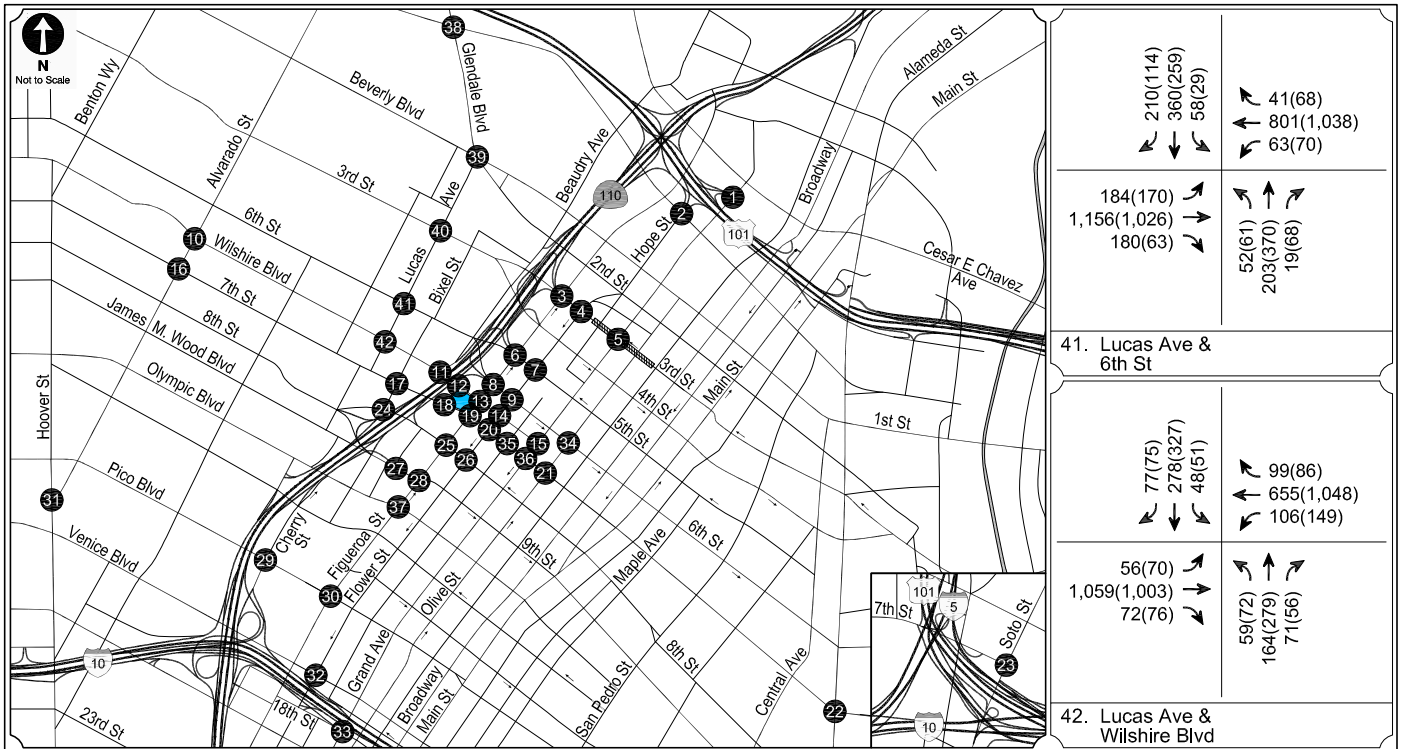 N
Not to Scale
38
Glendale Blvd
Benton Wy
Beverly Blvd
Alvarado St
3rd St
39
Beaudry Ave
Alameda St
Main St
Broadway
110
1
2
101
Hope St
Cesar E Chavez
Ave
10
16
6th St
Wilshire Blvd
7th St
8th St
Lucas
Ave
40
Bixel St
2nd St
41
42
3
4
5
3rd St
Main St
4th St
5th St
1st St
James M. Wood Blvd
Olympic Blvd
Hoover St
17
24
11
12
6
7
8
18
13
9
19
14
20
25
26
35
15
34
36
21
27
28
37
31
Pico Blvd
Venice Blvd
Cherry
St
29
30
Figueroa St
Flower St
9th St
Olive St
Maple Ave
6th St
8th St
10
32
33
18th St
23rd St
Grand Ave
Broadway
Main St
San Pedro St
Central Ave
22
7th St
101
5
Soto St
23
10
210(114)
360(259)
58(29)
41(68)
801(1,038)
63(70)
184(170)
1,156(1,026)
180(63)
52(61)
203(370)
19(68)
41. Lucas Ave &
6th St
77(75)
278(327)
48(51)
99(86)
655(1,048)
106(149)
56(70)
1,059(1,003)
72(76)
59(72)
164(279)
71(56)
42. Lucas Ave &
Wilshire Blvd